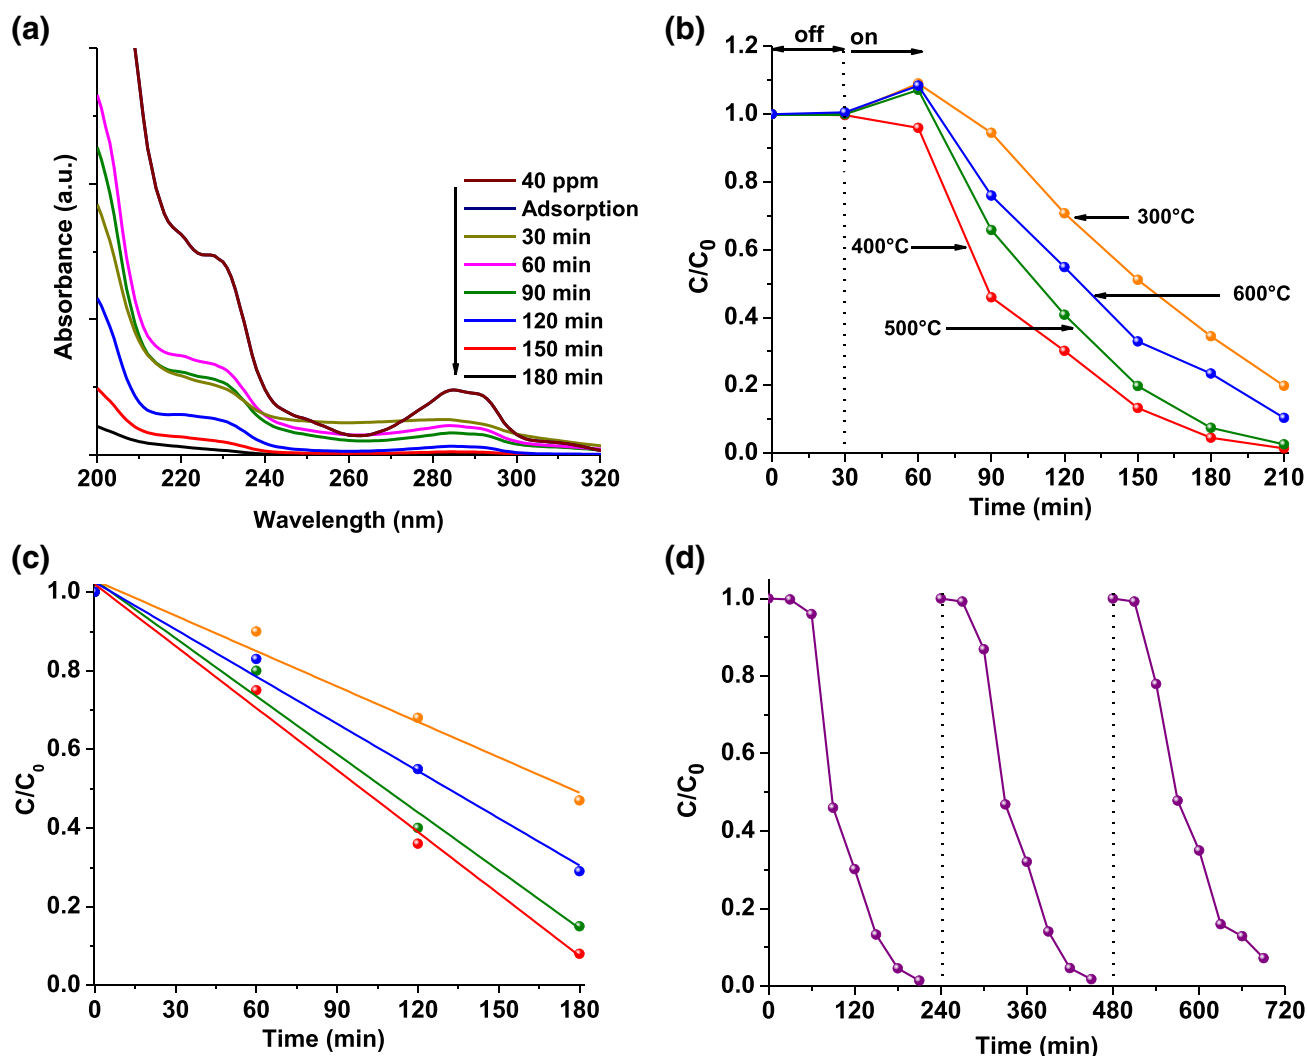 (a)
Absorbance (a.u.)
40 ppm
Adsorption
30 min
60 min
90 min
120 min
150 min
180 min
200 220 240 260 280 300 320
Wavelength (nm)
(b)
off on
1.2
1.0
0.8
0.6
0.4
0.2
0.0
C/C0
300°C
400°C
600°C
500°C
0 30 60 90 120 150 180 210
Time (min)
(c)
1.0
0.8
0.6
0.4
0.2
0.0
C/C0
0 30 60 90 120 150 180
Time (min)
(d)
1.0
0.8
0.6
0.4
0.2
0.0
C/C0
0 120 240 360 480 600 720
Time (min)